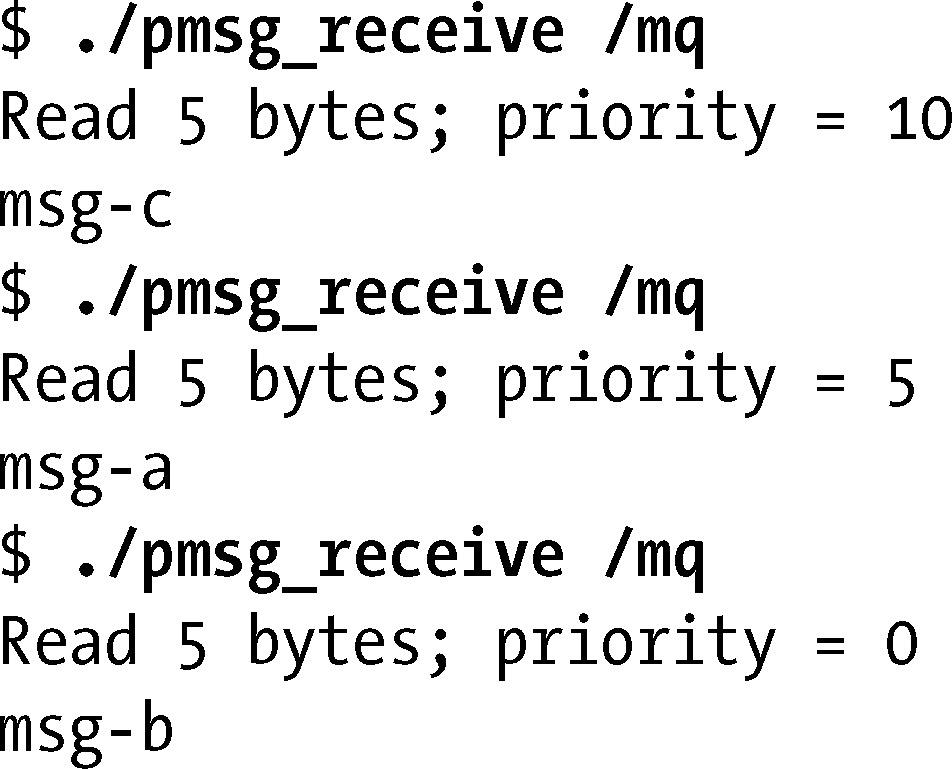 $ ./pmsg_receive /mq
Read 5 bytes; priority = 10
msg-c
$ ./pmsg_receive /mq
Read 5 bytes; priority = 5
msg-a
$ ./pmsg_receive /mq
Read 5 bytes; priority = 0
msg-b